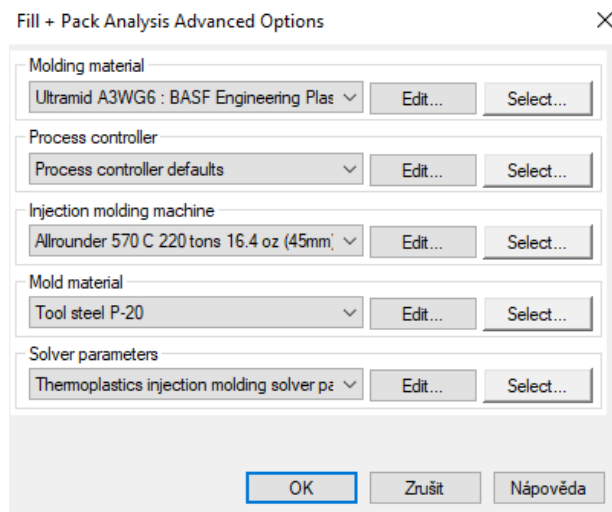 Fill + Pack Analysis Advanced Options
Molding material
Ultramid A3WG6 : BASF Engineering Plas
Edit...
Select...
Process controller
Process controller defaults
Edit...
Select...
Injection molding machine
Allrounder 570 C 220 tons 16.4 oz (45mm)
Edit...
Select...
Mold material
Tool steel P-20
Edit...
Select...
Solver parameters
Thermoplastics injection molding solver pa
Edit...
Select...
OK
Zrušit
Nápověda